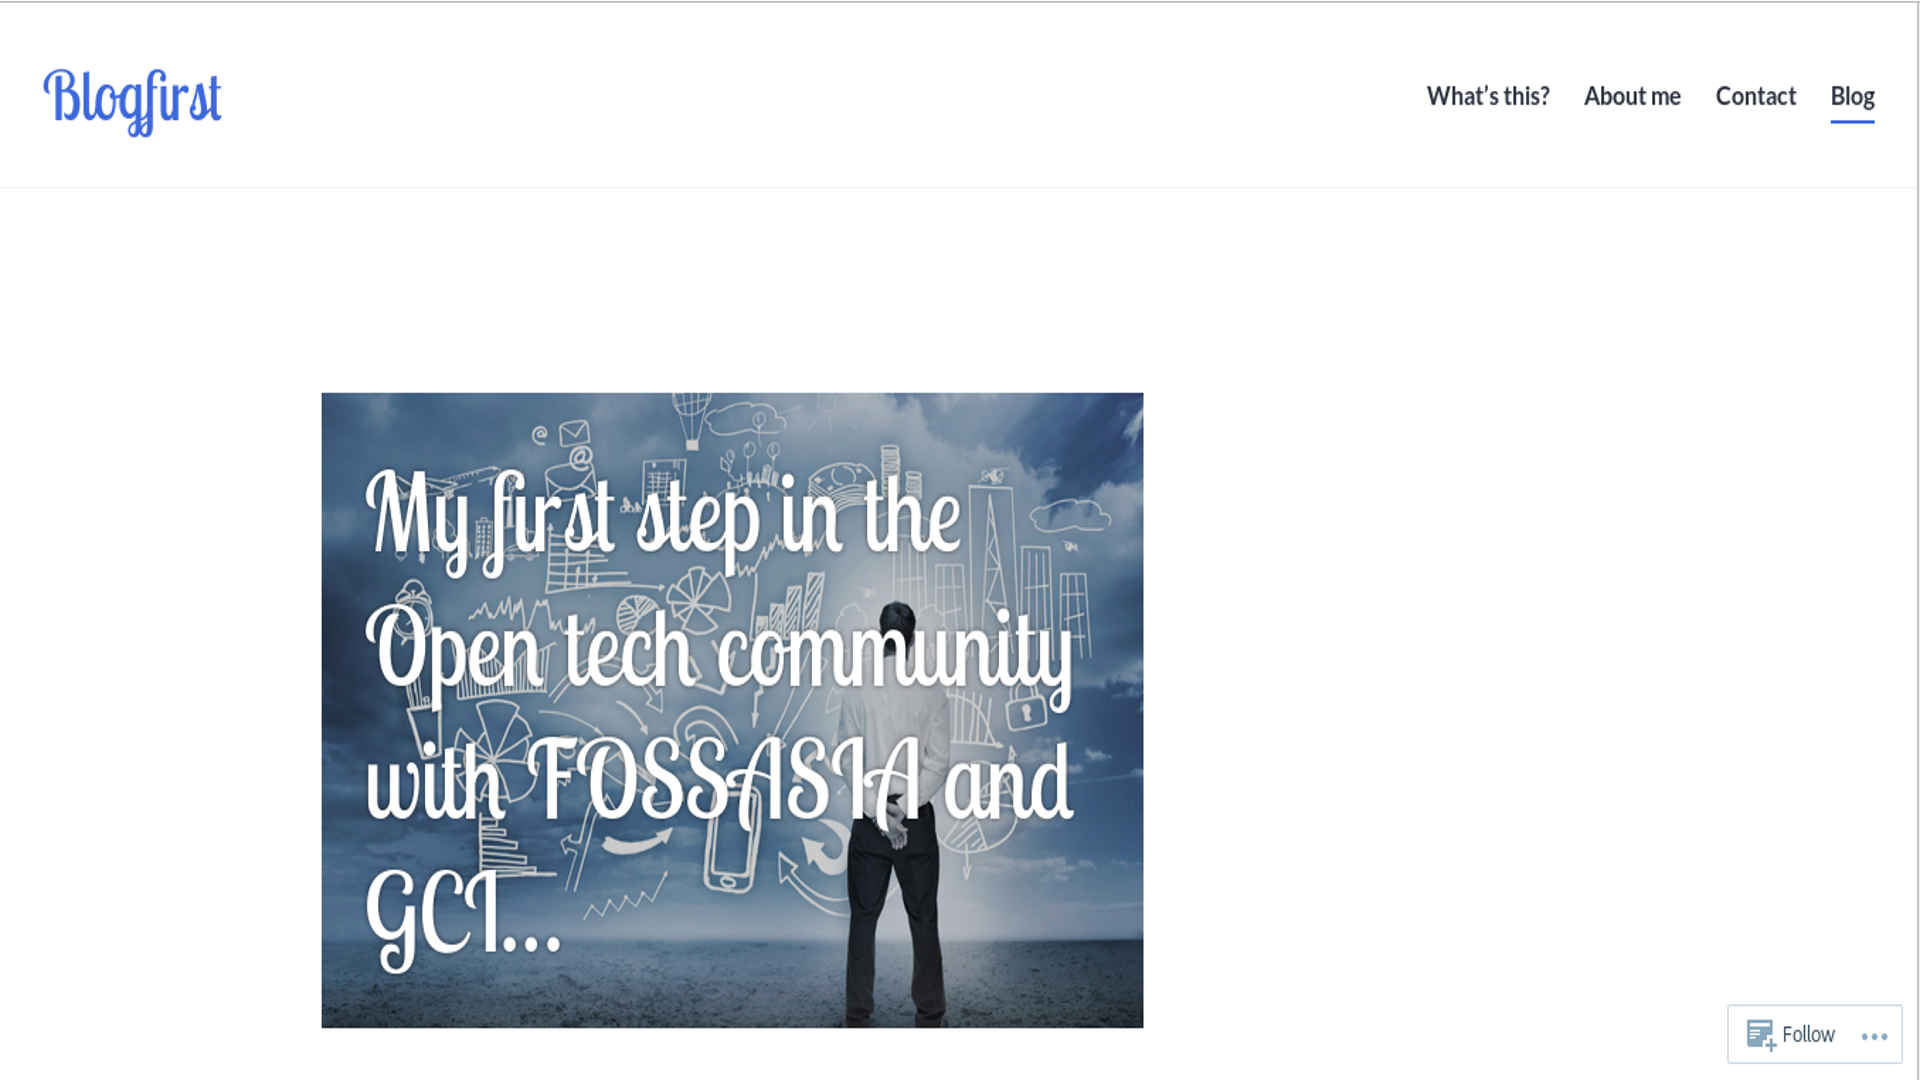 Blogfirst
What's this? About me Contact Blog
My first step in the
Open tech community
with FOSSASIA and
GCI...
Follow